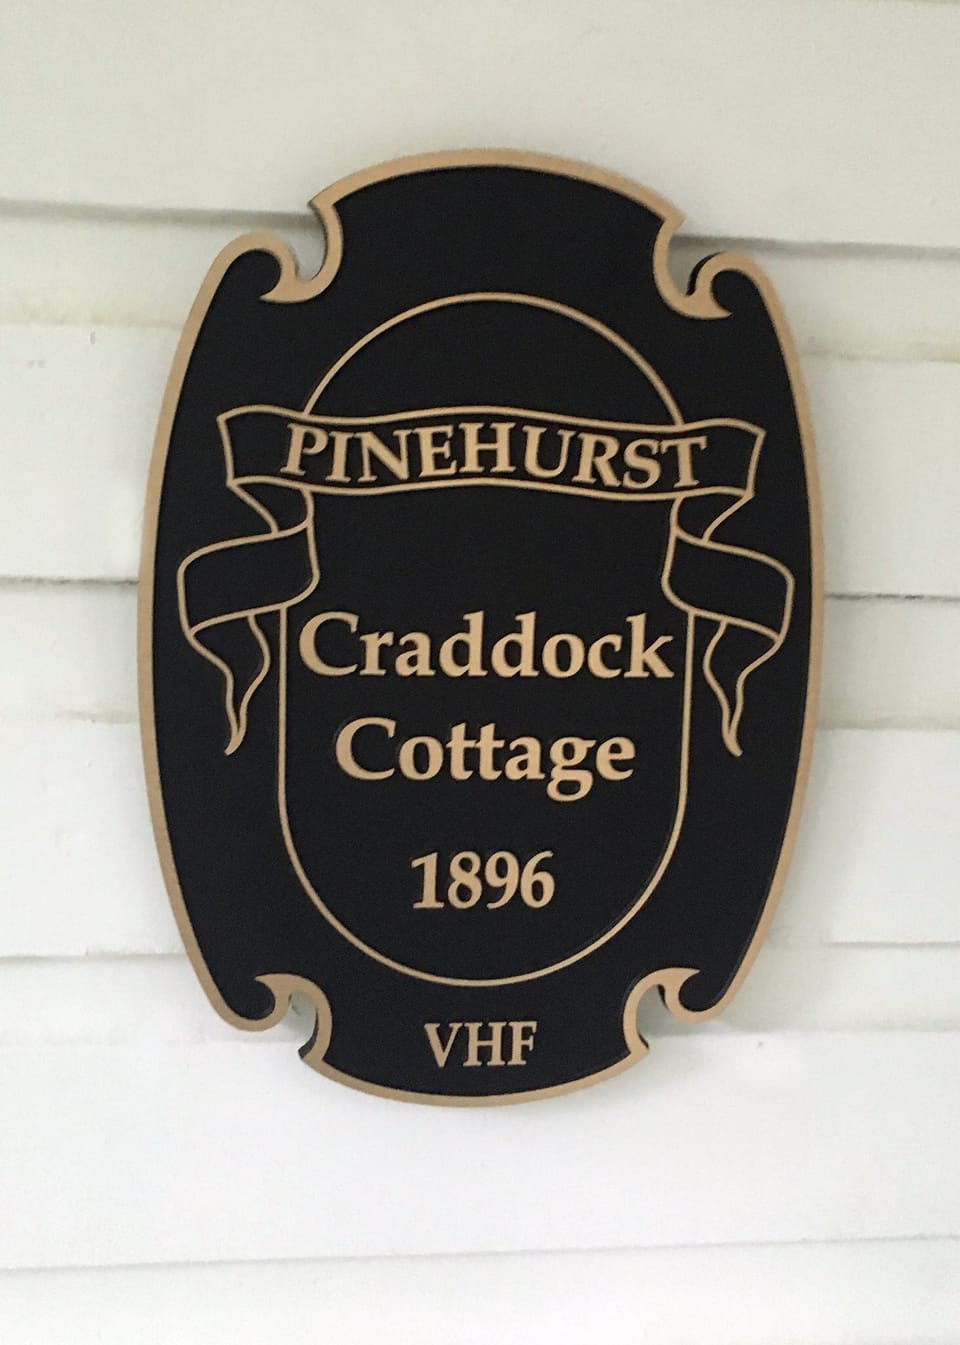 PINEHURST
Craddock
Cottage
1896
VHF